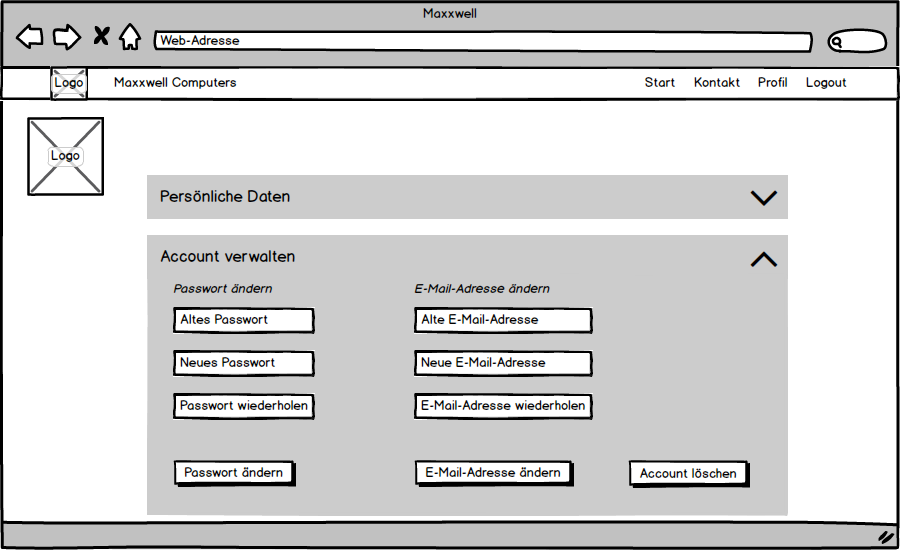 Maxxwell
Web-Adresse
Logo Maxxwell Computers Start Kontakt Profil Logout
Logo
Persönliche Daten
Account verwalten
Passwort ändern E-Mail-Adresse ändern
Altes Passwort Alte E-Mail-Adresse
Neues Passwort Neue E-Mail-Adresse
Passwort wiederholen E-Mail-Adresse wiederholen
Passwort ändern E-Mail-Adresse ändern Account löschen